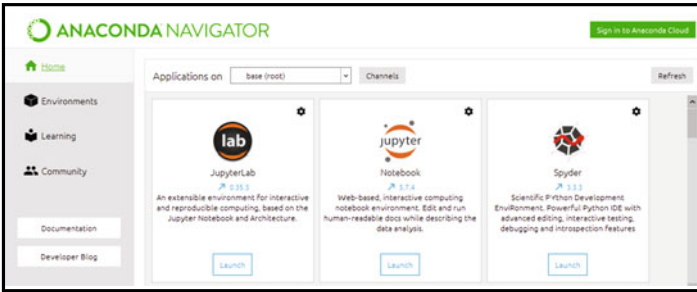 ANACONDA NAVIGATOR
Sign in to Anaconda Cloud
Home
Environments
Learning
Community
Documentation
Developer Blog
Applications on
base (root)
Channels
Refresh
lab
JupyterLab
0.35.3
An extensible environment for interactive
and reproducible computing, based on the
Jupyter Notebook and Architecture.
Launch
jupyter
Notebook
5.7.4
Web-based, interactive computing
notebook environment. Edit and run
human-readable docs while describing the
data analysis.
Launch
Spyder
3.3.3
Scientific PYthon Development
EnviRonment. Powerful Python IDE with
advanced editing, interactive testing,
debugging and introspection features
Launch